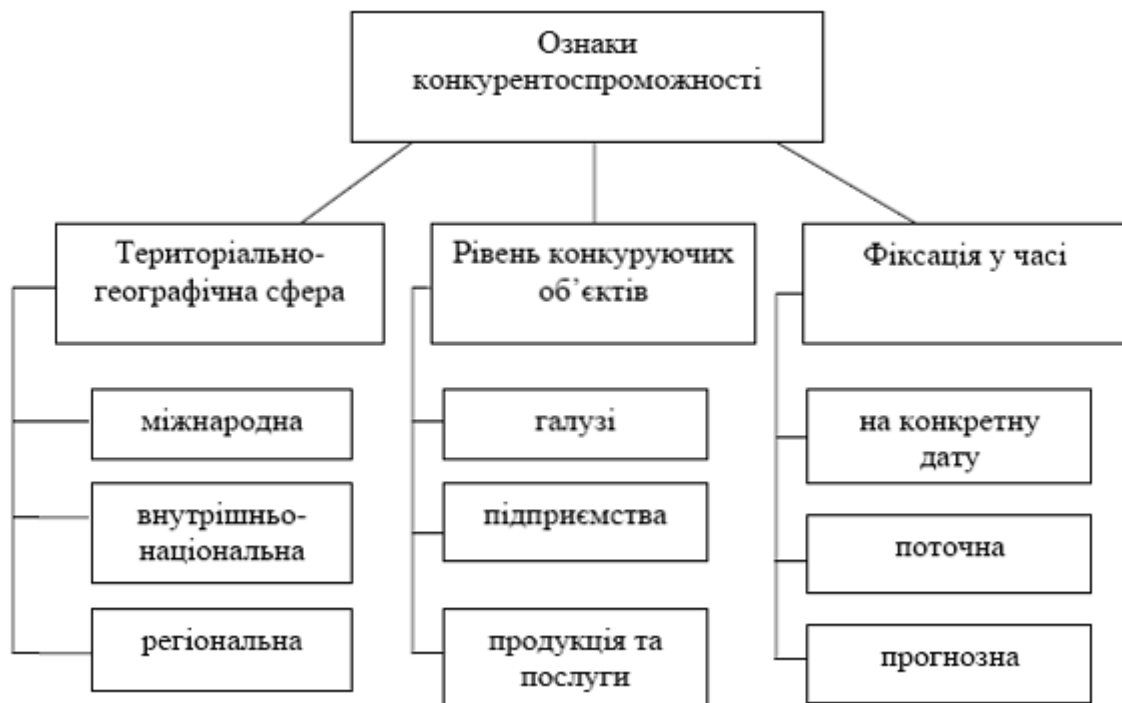 Ознаки
конкурентоспроможності
Територіально-
географічна сфера
міжнародна
внутрішньо-
національна
регіональна
Рівень конкуруючих
об’єктів
галузі
підприємства
продукція та
послуги
Фіксація у часі
на конкретну
дату
поточна
прогнозна